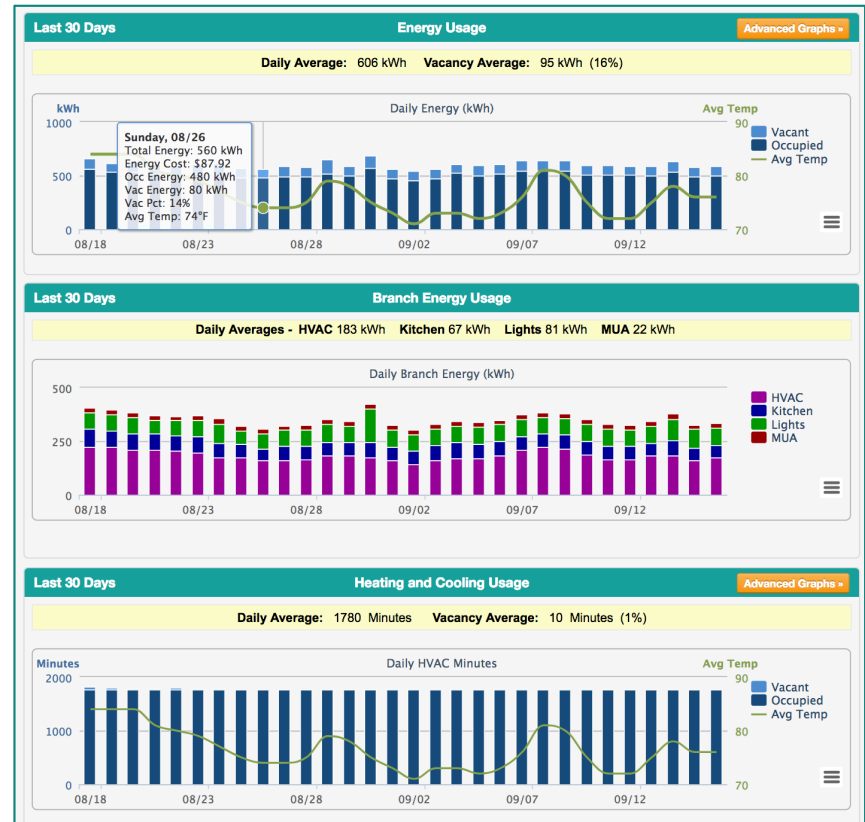 Last 30 Days Energy Usage Advanced Graphs »
Daily Average: 606 kWh Vacancy Average: 95 kWh (16%)
kWh Daily Energy (kWh) Avg Temp
1000 90
Sunday, 08/26
Total Energy: 560 kWh
Energy Cost: $87.92
Occ Energy: 480 kWh
Vac Energy: 80 kWh
Vac Pct: 14%
Avg Temp: 74°F
Vacant
Occupied
Avg Temp
500 80
0 70
08/18 08/23 08/28 09/02 09/07 09/12
Last 30 Days Branch Energy Usage
Daily Averages - HVAC 183 kWh Kitchen 67 kWh Lights 81 kWh MUA 22 kWh
Daily Branch Energy (kWh)
500
HVAC
Kitchen
Lights
MUA
250
0
08/18 08/23 08/28 09/02 09/07 09/12
Last 30 Days Heating and Cooling Usage Advanced Graphs »
Daily Average: 1780 Minutes Vacancy Average: 10 Minutes (1%)
Minutes Daily HVAC Minutes Avg Temp
2000 90
Vacant
Occupied
Avg Temp
1000 80
0 70
08/18 08/23 08/28 09/02 09/07 09/12